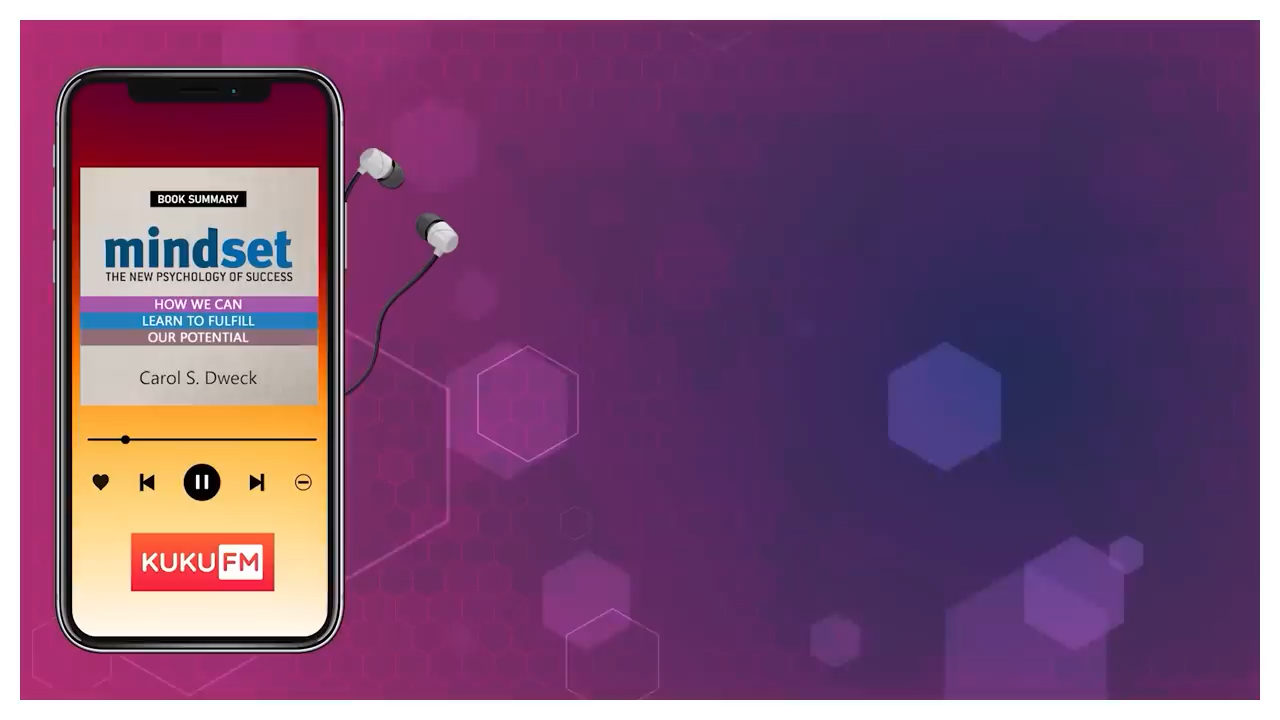 BOOK SUMMARY
mindset
THE NEW PSYCHOLOGY OF SUCCESS
HOW WE CAN
LEARN TO FULFILL
OUR POTENTIAL
Carol S. Dweck
KUKU FM